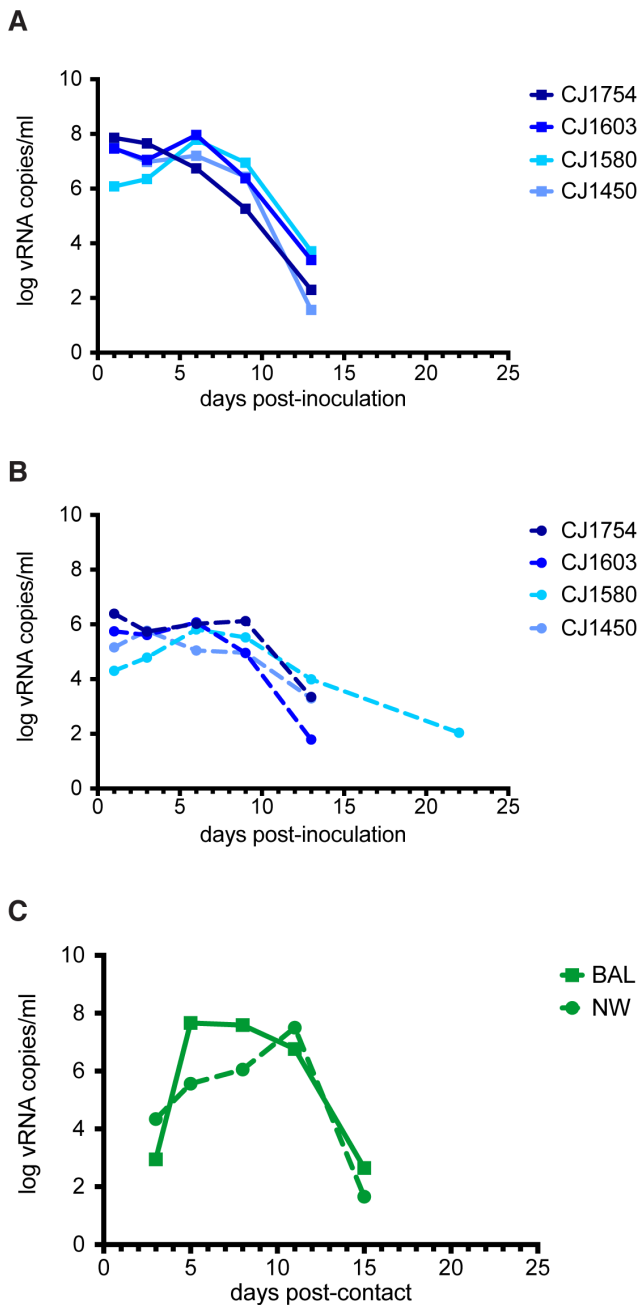 A
10
8
6
4
2
0
log vRNA copies/ml
0 5 10 15 20 25
days post-inoculation
CJ1754
CJ1603
CJ1580
CJ1450
B
10
8
6
4
2
0
log vRNA copies/ml
0 5 10 15 20 25
days post-inoculation
CJ1754
CJ1603
CJ1580
CJ1450
C
10
8
6
4
2
0
log vRNA copies/ml
0 5 10 15 20 25
days post-contact
BAL
NW